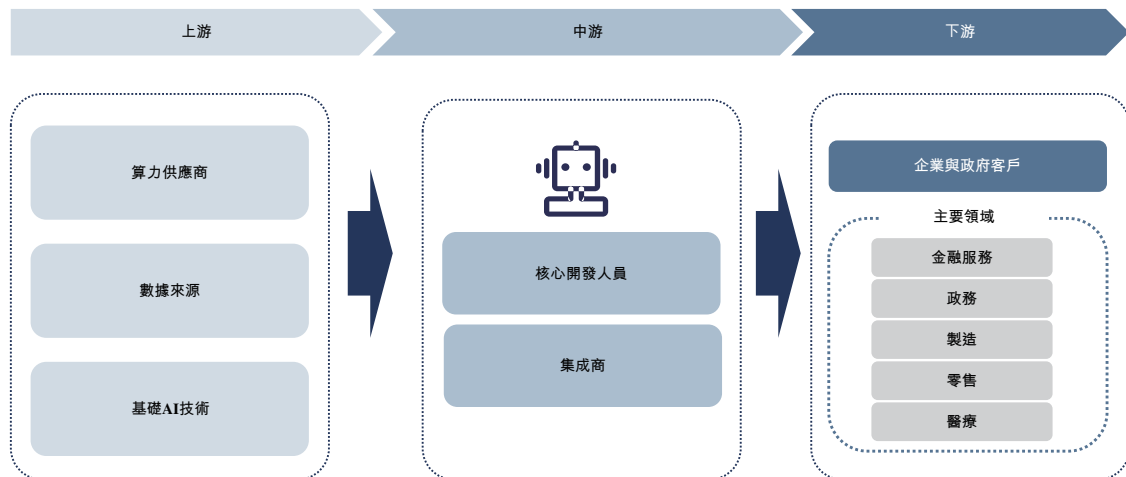 上游
中游
下游
算力供應商
數據來源
基礎AI技術
核心開發人員
集成商
企業與政府客戶
主要領域
金融服務
政務
製造
零售
醫療